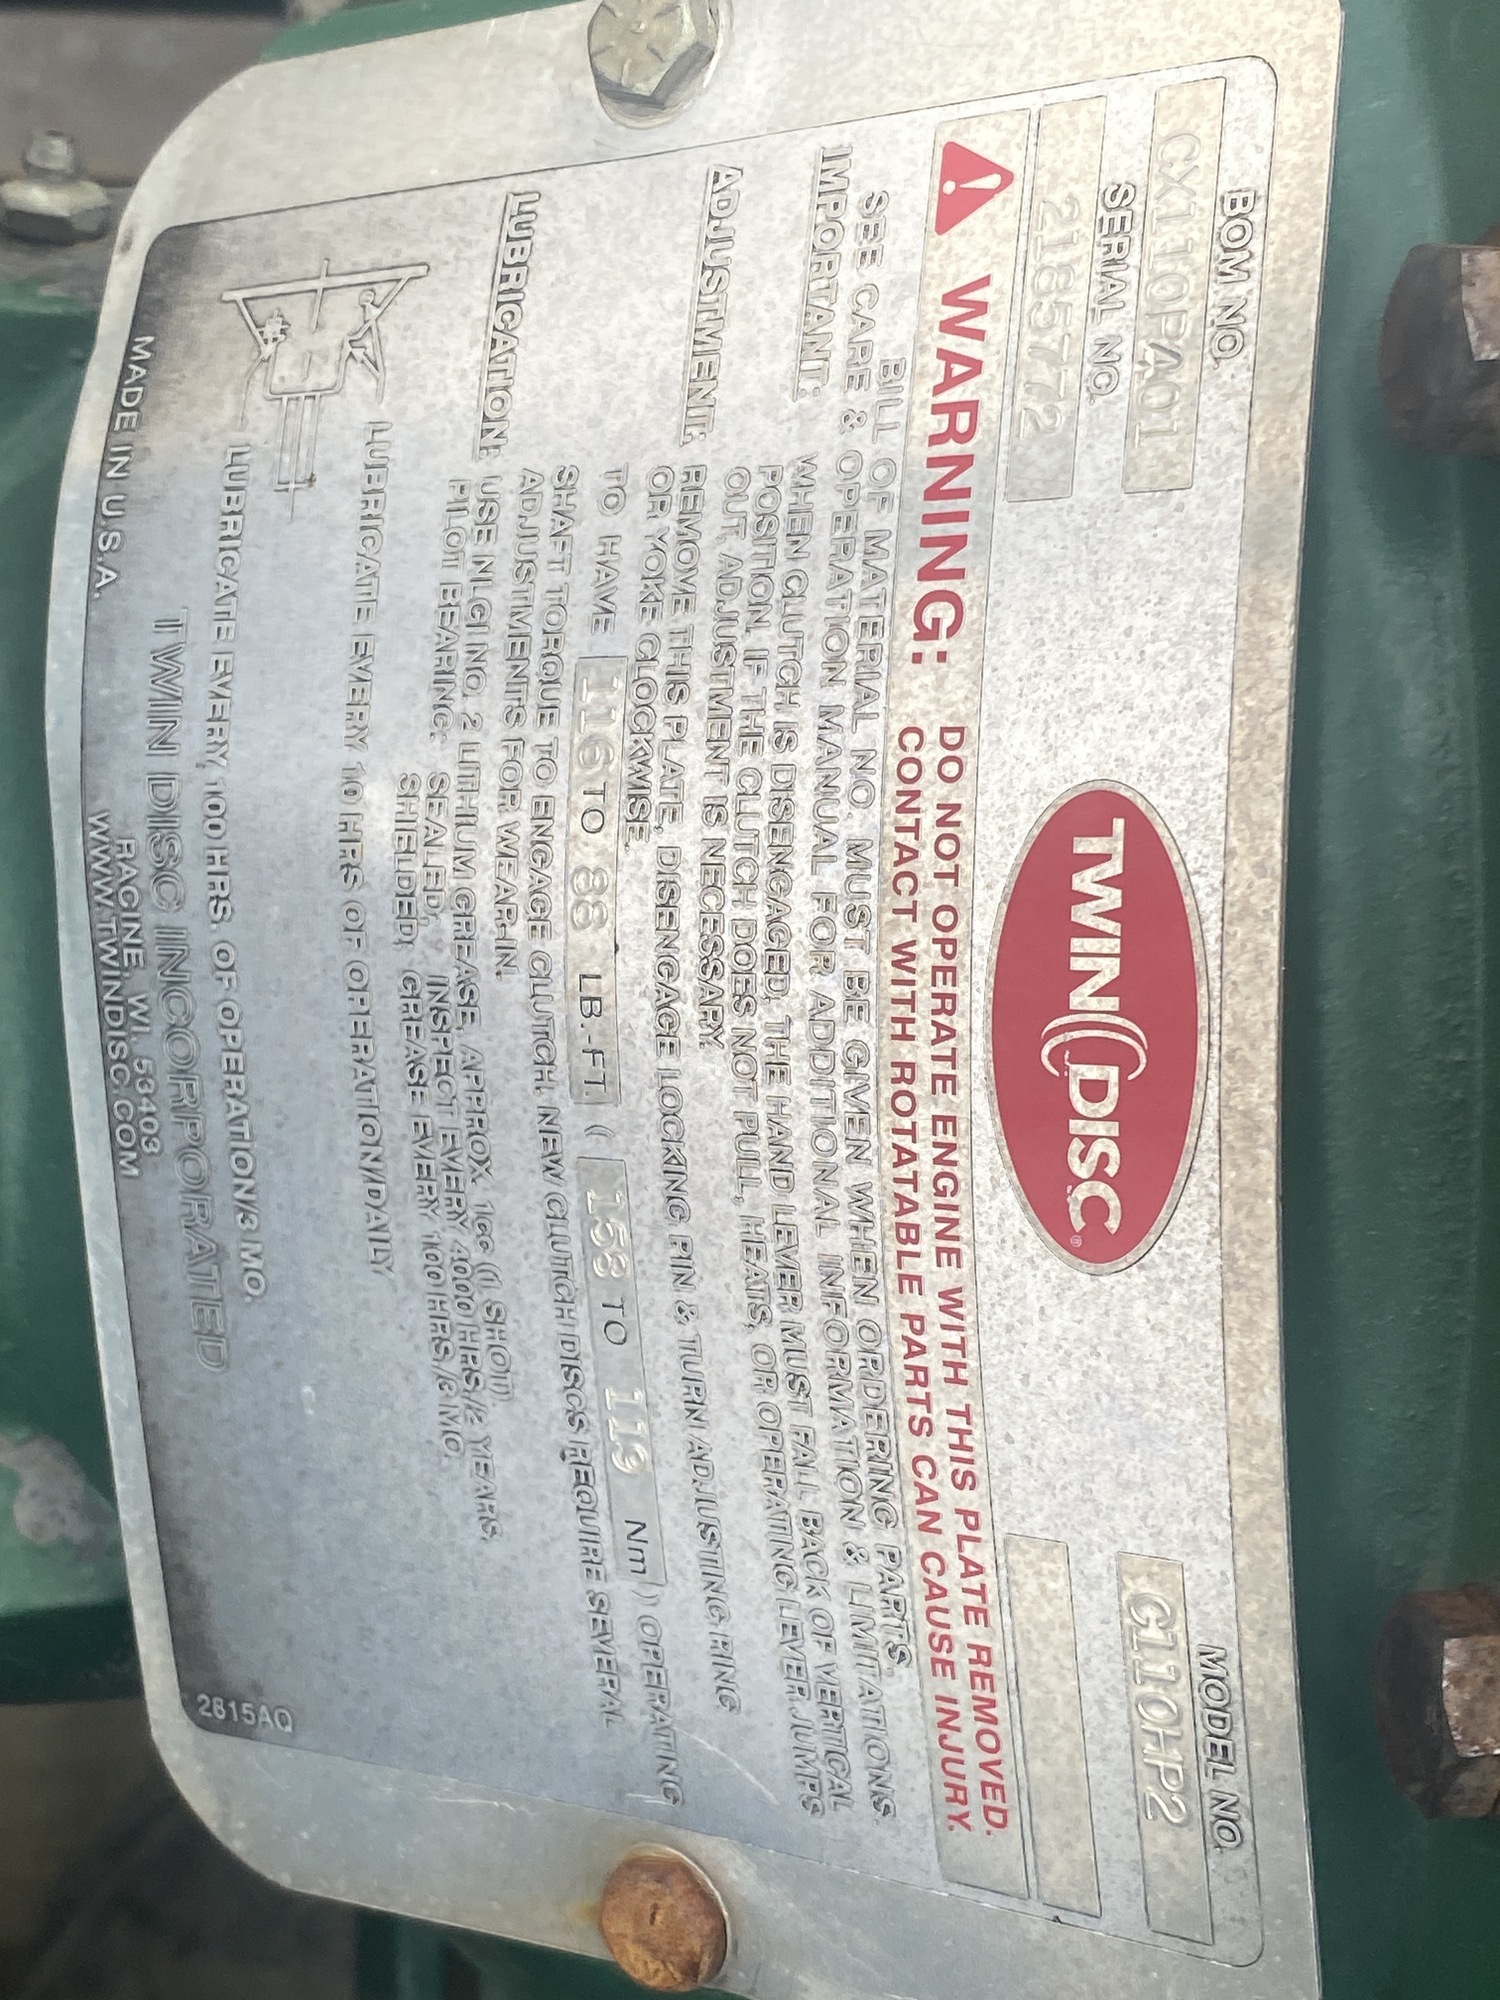 BOM NO.
CX110PA01
SERIAL NO.
2G5772
TWIN DISC®
MODEL NO.
C110HP2
WARNING: DO NOT OPERATE ENGINE WITH THIS PLATE REMOVED.
CONTACT WITH ROTATABLE PARTS CAN CAUSE INJURY.
BILL OF MATERIAL NO. MUST BE GIVEN WHEN ORDERING PARTS.
SEE CARE & OPERATION MANUAL FOR ADDITIONAL INFORMATION & LIMITATIONS.
IMPORTANT: WHEN CLUTCH IS DISENGAGED, THE HAND LEVER MUST FALL BACK OF VERTICAL
POSITION. IF THE CLUTCH DOES NOT PULL, HEATS, OR OPERATING LEVER JUMPS
OUT, ADJUSTMENT IS NECESSARY.
ADJUSTMENT: REMOVE THIS PLATE, DISENGAGE LOCKING PIN & TURN ADJUSTING RING
OR YOKE CLOCKWISE.
TO HAVE 116 TO 88 LB.-FT. ( 158 TO 119 Nm ) OPERATING
SHAFT TORQUE TO ENGAGE CLUTCH. NEW CLUTCH DISCS REQUIRE SEVERAL
ADJUSTMENTS FOR WEAR-IN.
LUBRICATION: USE NLGI NO. 2 LITHIUM GREASE, APPROX. 1cc (1 SHOT).
PILOT BEARING: SEALED, INSPECT EVERY 4000 HRS./2 YEARS.
SHIELDED, GREASE EVERY 100 HRS./3 MO.
LUBRICATE EVERY 10 HRS OF OPERATION/DAILY
LUBRICATE EVERY 100 HRS. OF OPERATION/3 MO.
TWIN DISC INCORPORATED
MADE IN U.S.A.
RACINE, WI. 53403
WWW.TWINDISC.COM
2815AQ